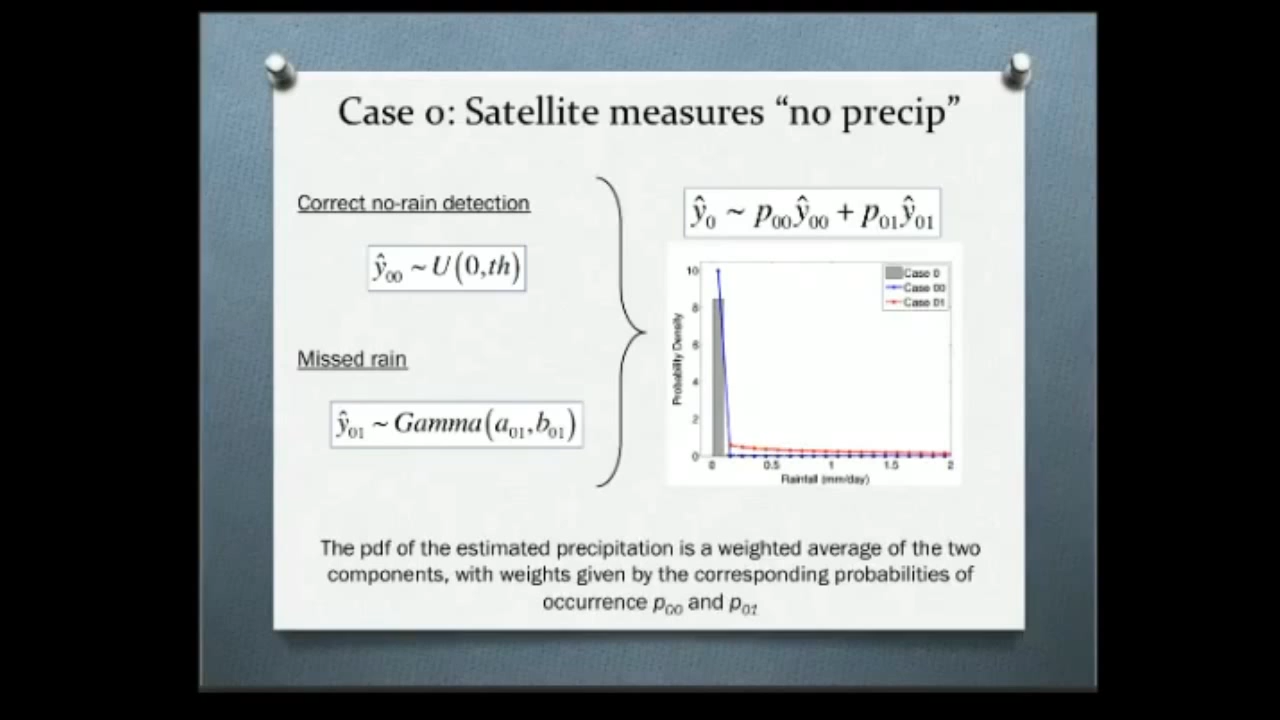 Case 0: Satellite measures “no precip”
Correct no-rain detection
ŷ₀₀ ~ U(0,th)
Missed rain
ŷ₀₁ ~ Gamma(a₀₁,b₀₁)
ŷ₀ ~ p₀₀ŷ₀₀ + p₀₁ŷ₀₁
Case 0
Case 00
Case 01
Probability Density
10
8
6
4
2
0
0 0.5 1 1.5 2
Rainfall (mm/day)
The pdf of the estimated precipitation is a weighted average of the two
components, with weights given by the corresponding probabilities of
occurrence p₀₀ and p₀₁